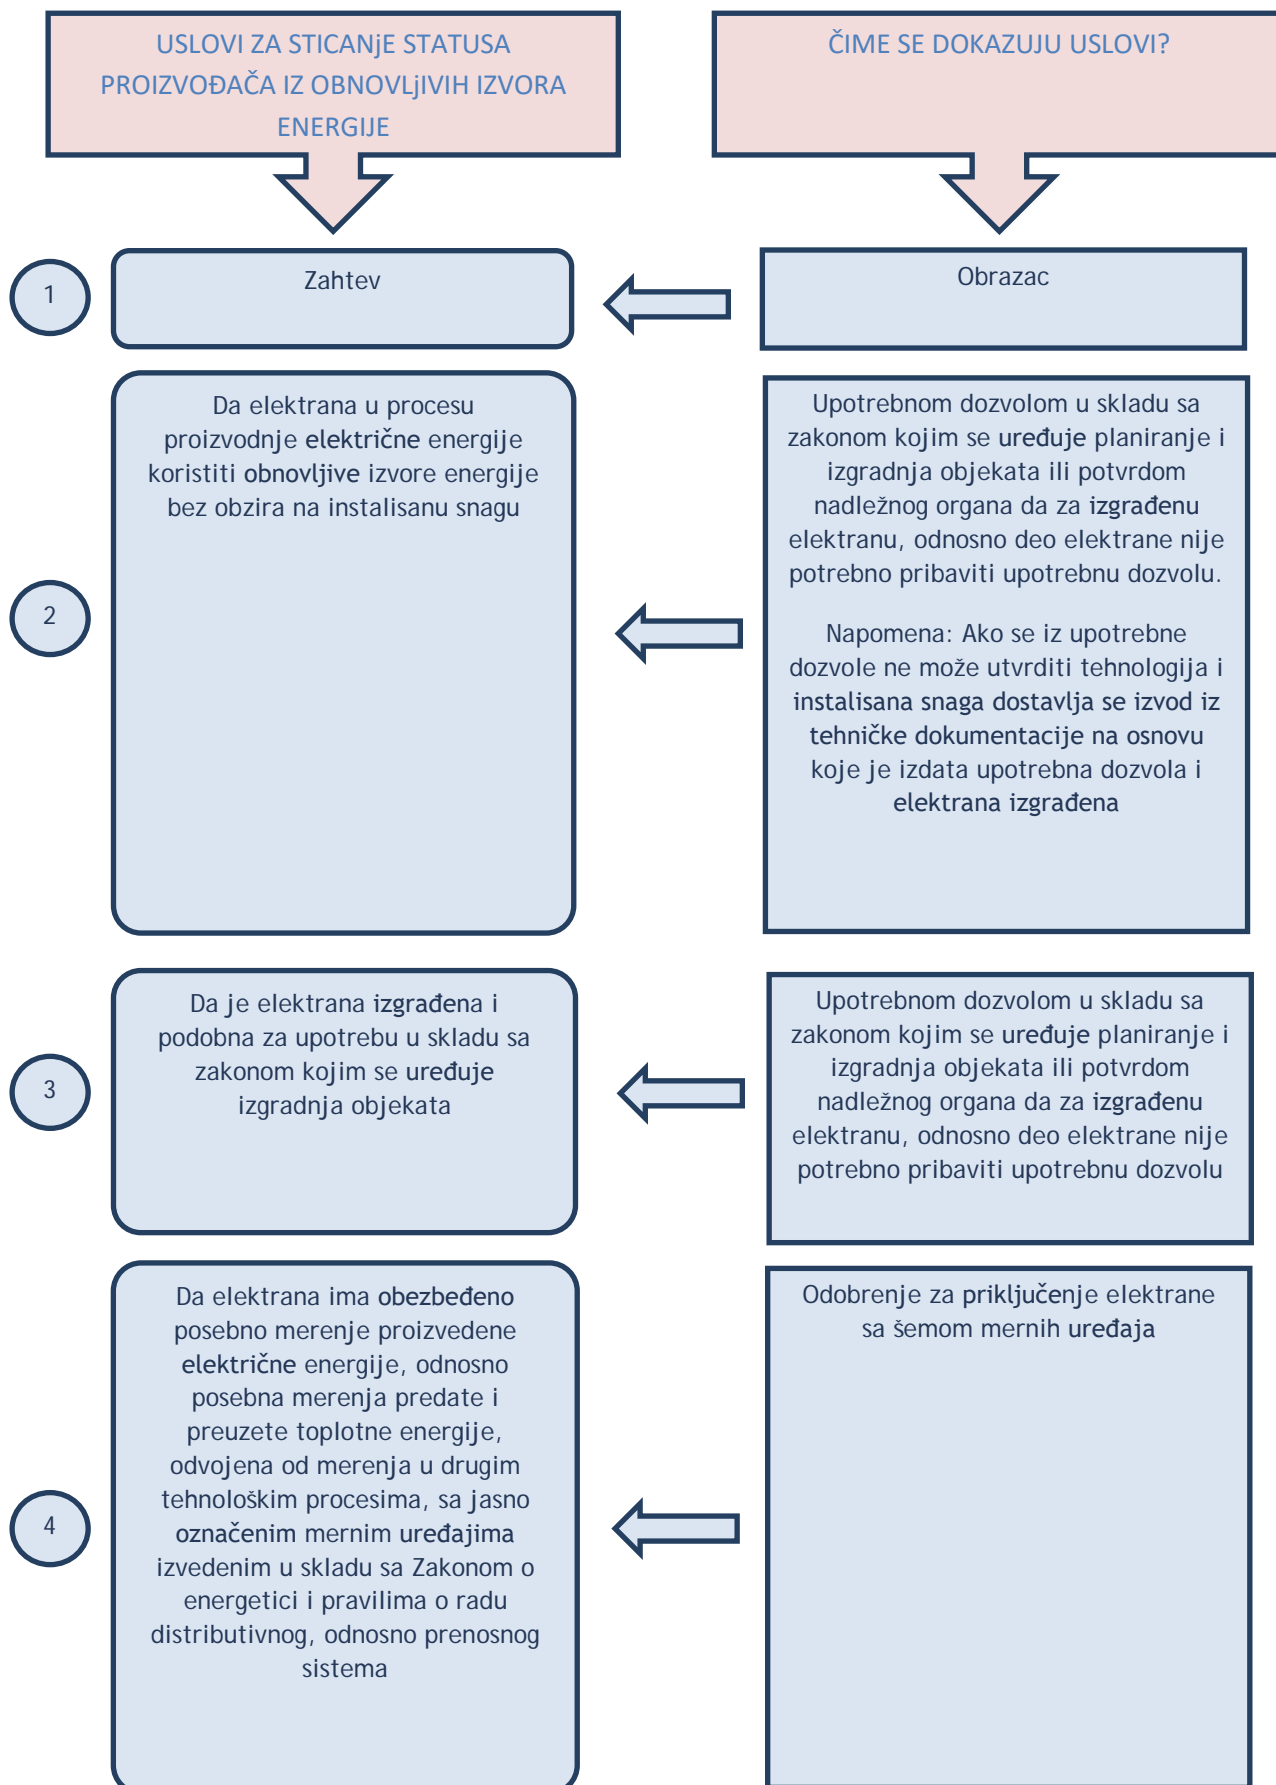 USLOVI ZA STICANjE STATUSA
PROIZVOĐAČA IZ OBNOVLjIVIH IZVORA
ENERGIJE
ČIME SE DOKAZUJU USLOVI?
1
Zahtev
Obrazac
2
Da elektrana u procesu
proizvodnje električne energije
koristiti obnovljive izvore energije
bez obzira na instalisanu snagu
Upotrebnom dozvolom u skladu sa
zakonom kojim se uređuje planiranje i
izgradnja objekata ili potvrdom
nadležnog organa da za izgrađenu
elektranu, odnosno deo elektrane nije
potrebno pribaviti upotrebnu dozvolu.
Napomena: Ako se iz upotrebne
dozvole ne može utvrditi tehnologija i
instalisana snaga dostavlja se izvod iz
tehničke dokumentacije na osnovu
koje je izdata upotrebna dozvola i
elektrana izgrađena
3
Da je elektrana izgrađena i
podobna za upotrebu u skladu sa
zakonom kojim se uređuje
izgradnja objekata
Upotrebnom dozvolom u skladu sa
zakonom kojim se uređuje planiranje i
izgradnja objekata ili potvrdom
nadležnog organa da za izgrađenu
elektranu, odnosno deo elektrane nije
potrebno pribaviti upotrebnu dozvolu
4
Da elektrana ima obezbeđeno
posebno merenje proizvedene
električne energije, odnosno
posebna merenja predate i
preuzete toplotne energije,
odvojena od merenja u drugim
tehnološkim procesima, sa jasno
označenim mernim uređajima
izvedenim u skladu sa Zakonom o
energetici i pravilima o radu
distributivnog, odnosno prenosnog
sistema
Odobrenje za priključenje elektrane
sa šemom mernih uređaja